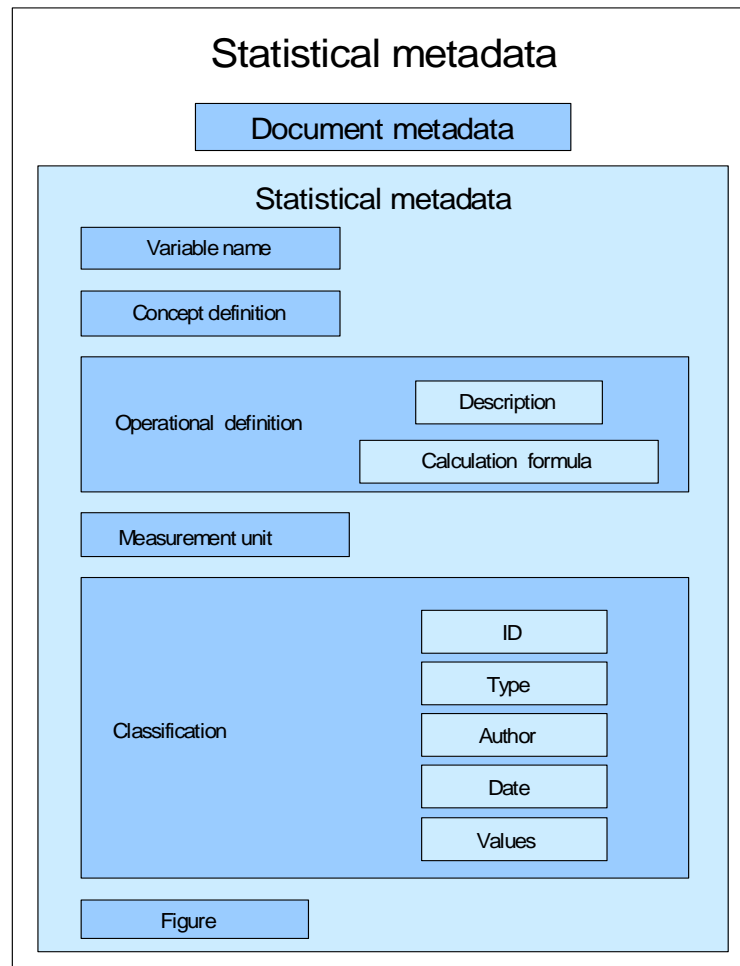 Statistical metadata
Document metadata
Statistical metadata
Variable name
Concept definition
Operational definition
Description
Calculation formula
Measurement unit
Classification
ID
Type
Author
Date
Values
Figure